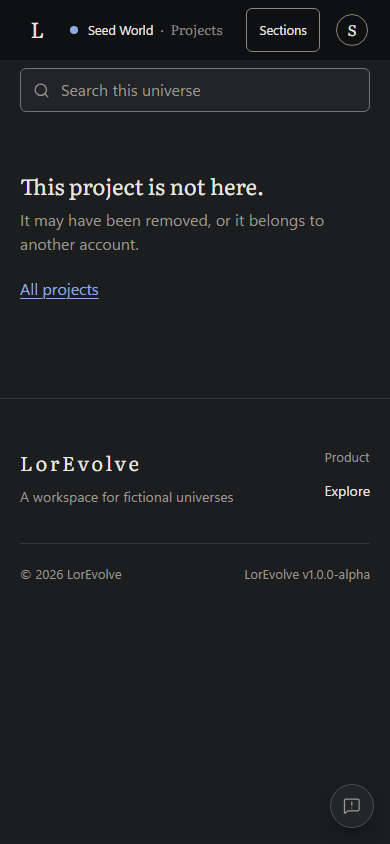 L
Seed World · Projects
Sections
S
Search this universe
This project is not here.
It may have been removed, or it belongs to
another account.
All projects
LorEvolve
A workspace for fictional universes
Product
Explore
© 2026 LorEvolve
LorEvolve v1.0.0-alpha